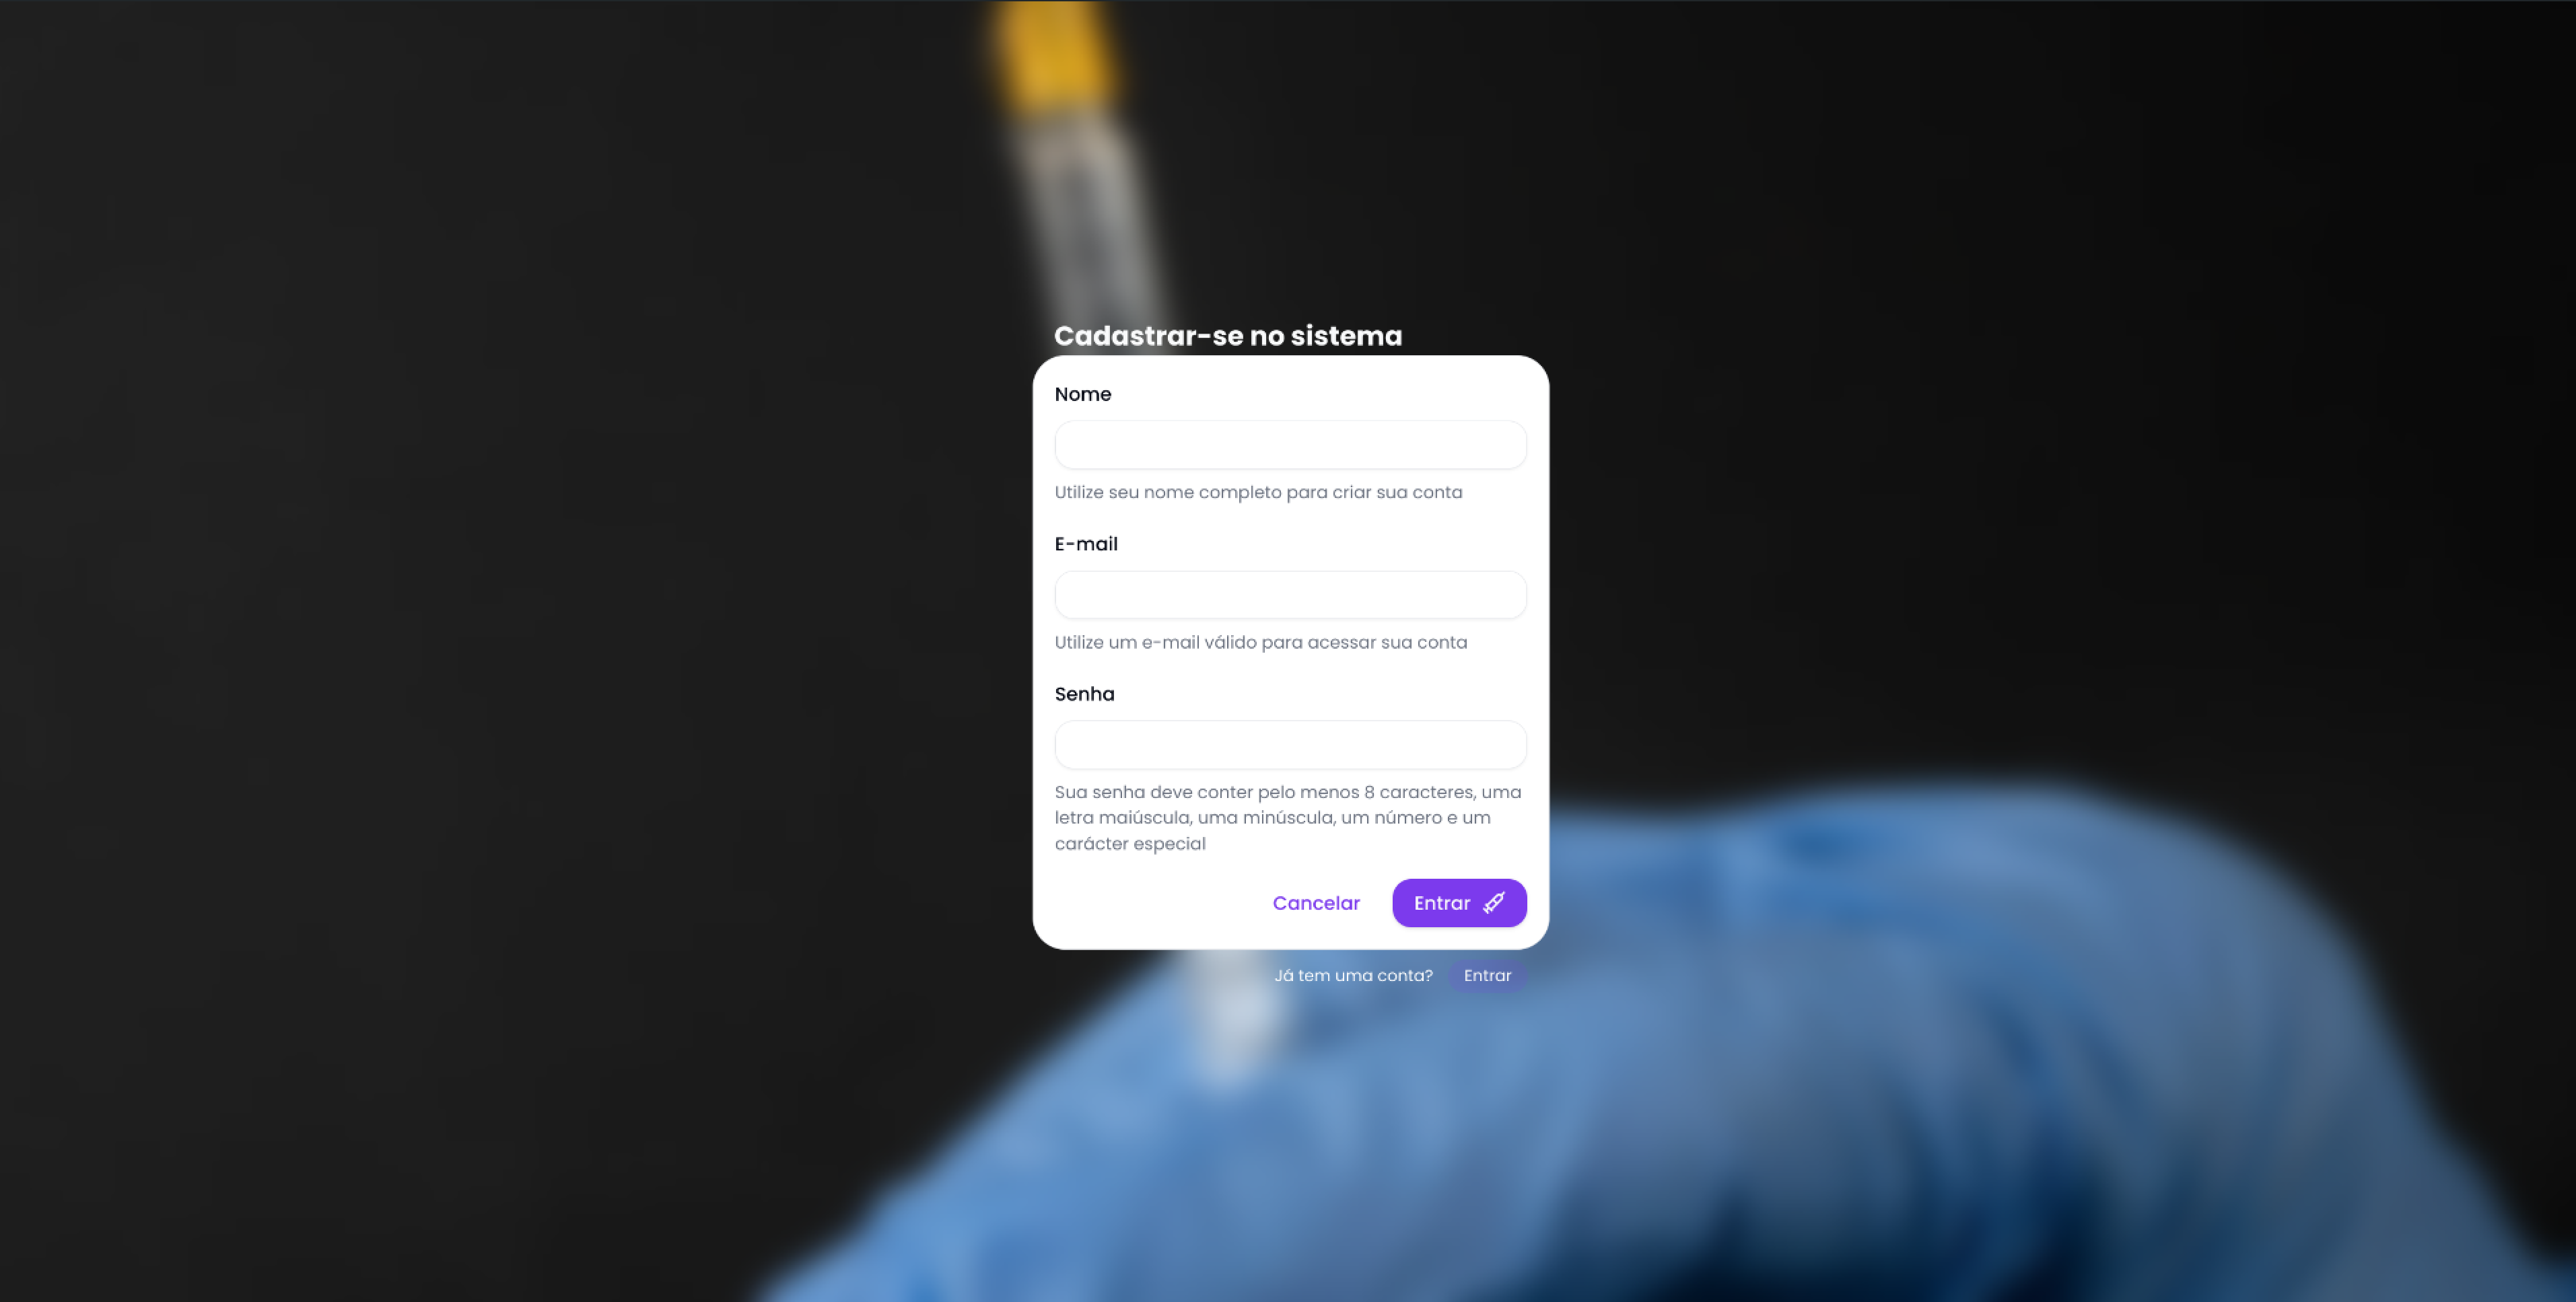 Cadastrar-se no sistema
Nome
Utilize seu nome completo para criar sua conta
E-mail
Utilize um e-mail válido para acessar sua conta
Senha
Sua senha deve conter pelo menos 8 caracteres, uma
letra maiúscula, uma minúscula, um número e um
carácter especial
Cancelar Entrar
Já tem uma conta? Entrar